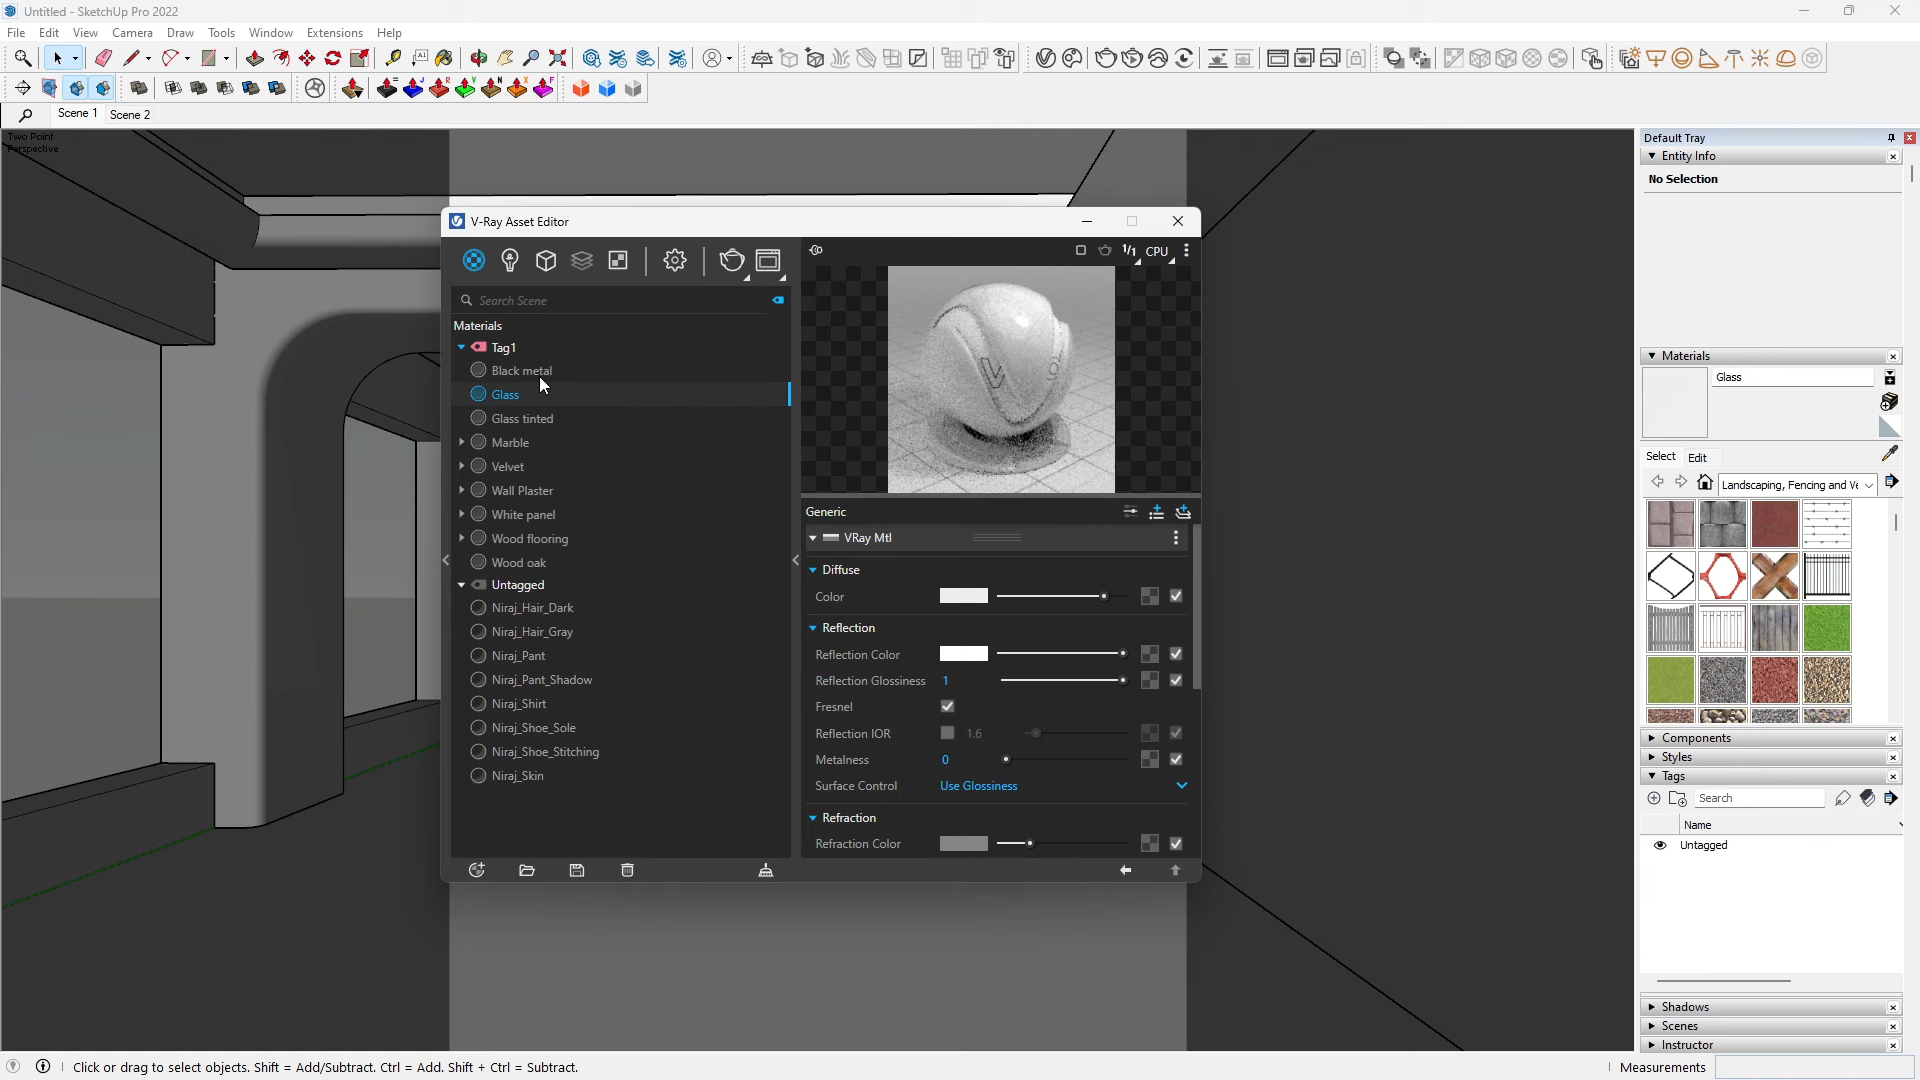 Untitled - SketchUp Pro 2022
File Edit View Camera Draw Tools Window Extensions Help
Scene 1 Scene 2
Two Point
Perspective
V-Ray Asset Editor
Search Scene
Materials
Tag1
Black metal
Glass
Glass tinted
Marble
Velvet
Wall Plaster
White panel
Wood flooring
Wood oak
Untagged
Niraj_Hair_Dark
Niraj_Hair_Gray
Niraj_Pant
Niraj_Pant_Shadow
Niraj_Shirt
Niraj_Shoe_Sole
Niraj_Shoe_Stitching
Niraj_Skin
1/1 CPU
Generic
VRay Mtl
Diffuse
Color
Reflection
Reflection Color
Reflection Glossiness 1
Fresnel
Reflection IOR 1.6
Metalness 0
Surface Control Use Glossiness
Refraction
Refraction Color
Default Tray
Entity Info
No Selection
Materials
Glass
Select Edit
Landscaping, Fencing and Ve
Components
Styles
Tags
Search
Name
Untagged
Shadows
Scenes
Instructor
Click or drag to select objects. Shift = Add/Subtract. Ctrl = Add. Shift + Ctrl = Subtract.
Measurements